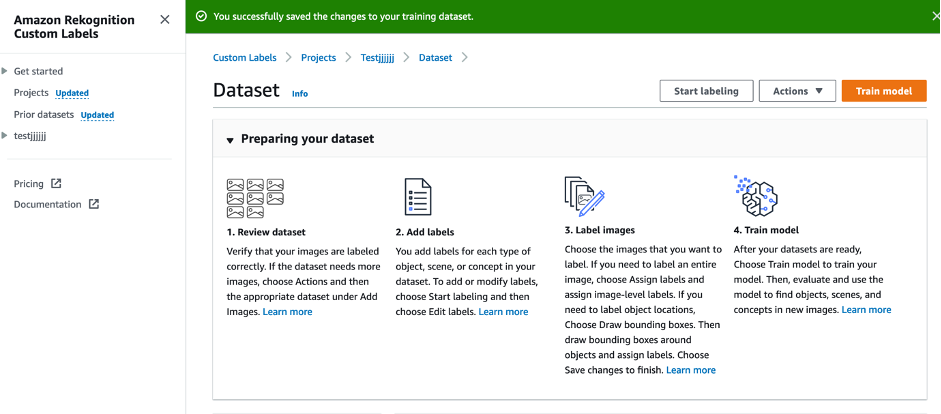 Amazon Rekognition
Custom Labels
You successfully saved the changes to your training dataset.
Get started
Projects Updated
Prior datasets Updated
testjjjjjj
Pricing
Documentation
Custom Labels
Projects
Testjjjjjj
Dataset
Dataset Info
Start labeling
Actions
Train model
Preparing your dataset
1. Review dataset
Verify that your images are labeled
correctly. If the dataset needs more
images, choose Actions and then
the appropriate dataset under Add
Images. Learn more
2. Add labels
You add labels for each type of
object, scene, or concept in your
dataset. To add or modify labels,
choose Start labeling and then
choose Edit labels. Learn more
3. Label images
Choose the images that you want to
label. If you need to label an entire
image, choose Assign labels and
assign image-level labels. If you
need to label object locations,
Choose Draw bounding boxes. Then
draw bounding boxes around
objects and assign labels. Choose
Save changes to finish. Learn more
4. Train model
After your datasets are ready,
Choose Train model to train your
model. Then, evaluate and use the
model to find objects, scenes, and
concepts in new images. Learn more